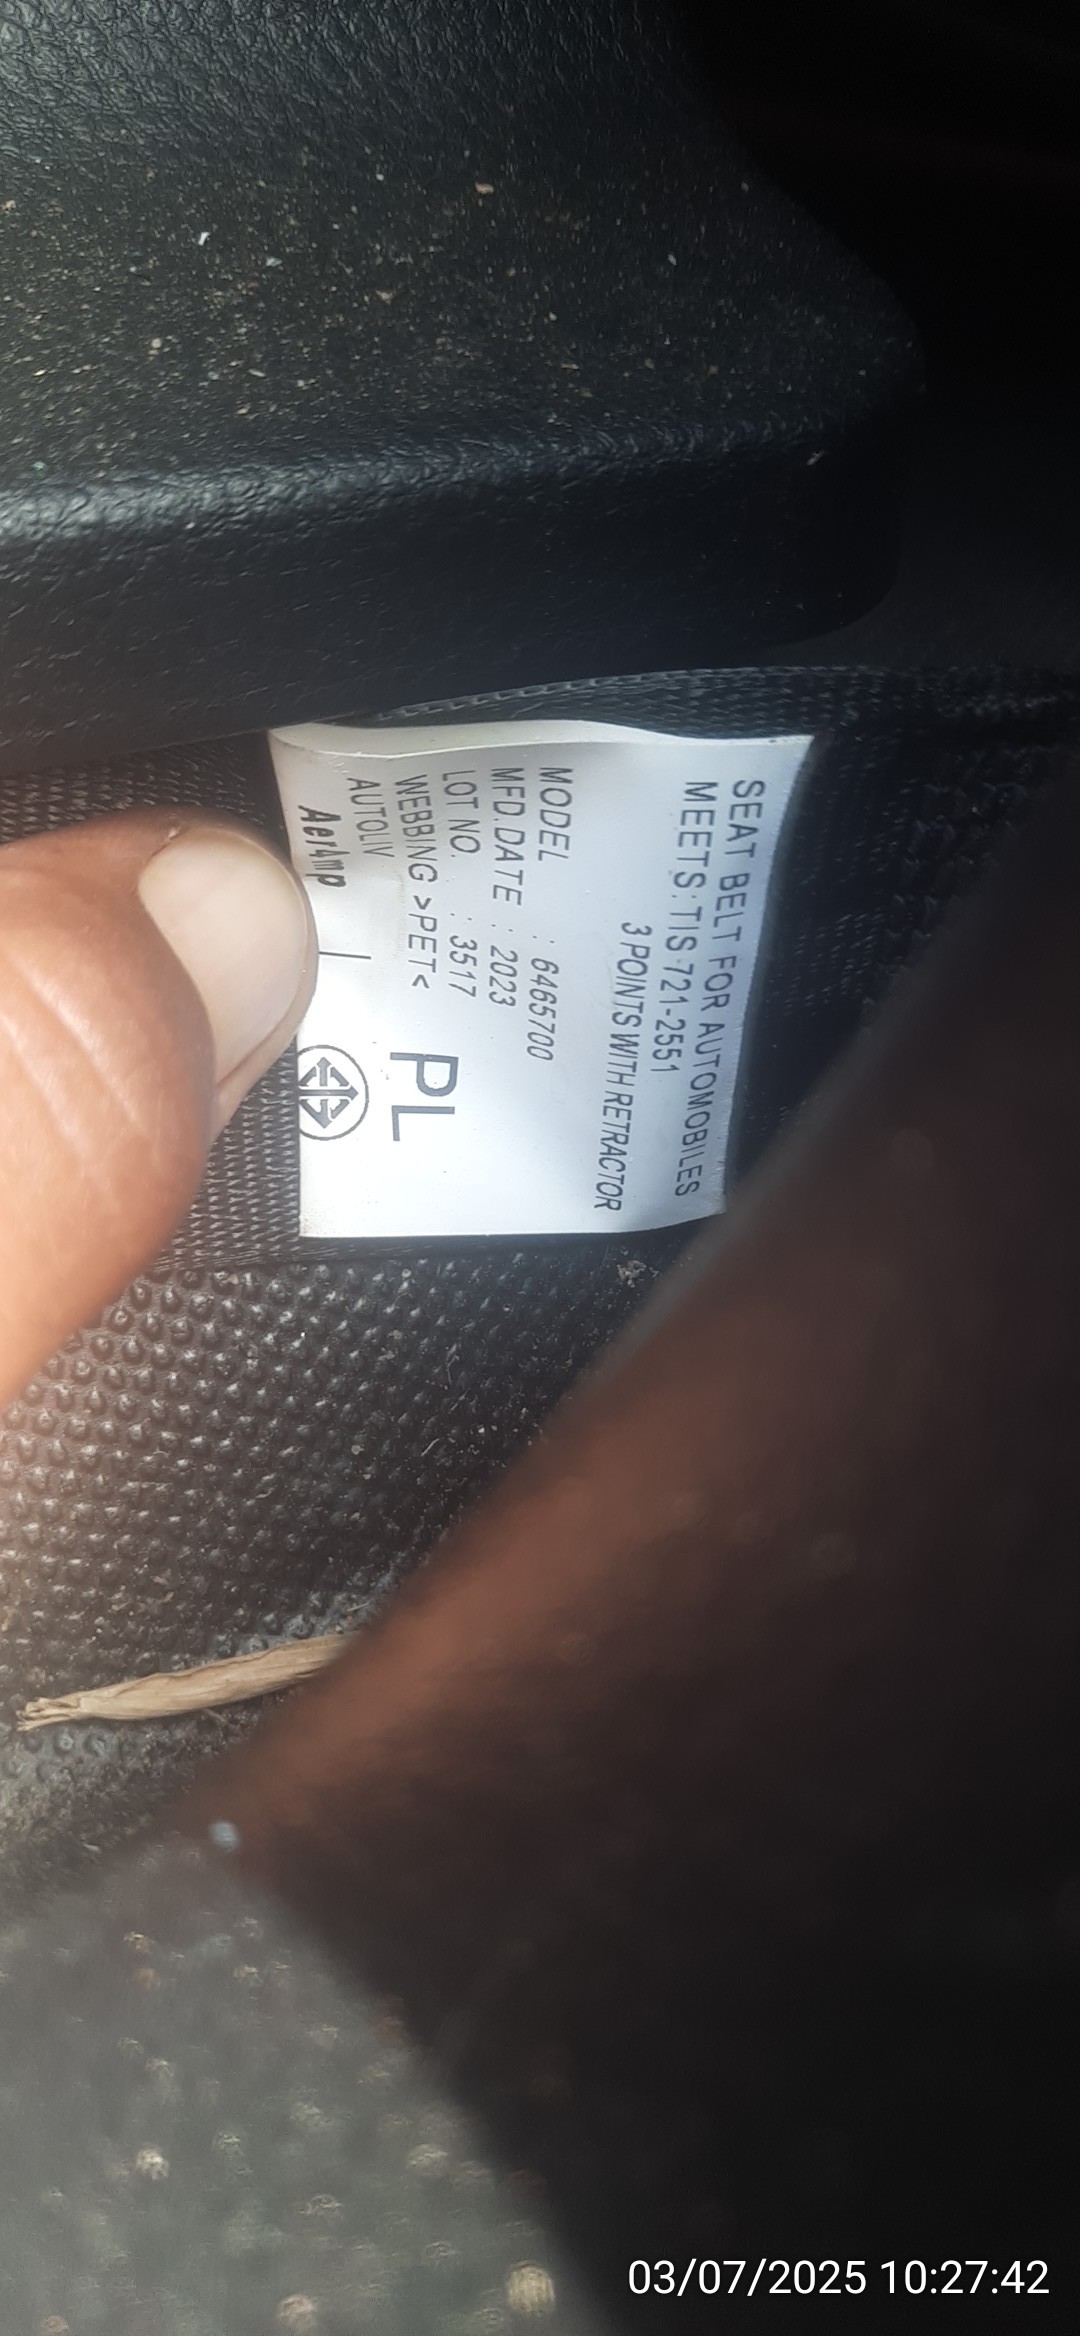 SEAT BELT FOR AUTOMOBILES
MEETS:TIS 721-2551
3 POINTS WITH RETRACTOR
MODEL : 6465700
MFD.DATE : 2023
LOT NO. : 3517
WEBBING >PET<
PL
AUTOLIV
03/07/2025 10:27:42